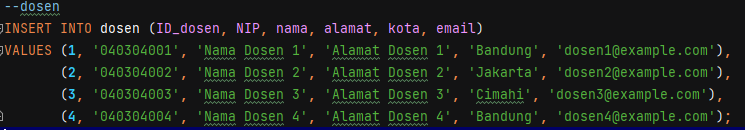 --dosen
INSERT INTO dosen (ID_dosen, NIP, nama, alamat, kota, email)
VALUES (1, '040304001', 'Nama Dosen 1', 'Alamat Dosen 1', 'Bandung', 'dosen1@example.com'),
(2, '040304002', 'Nama Dosen 2', 'Alamat Dosen 2', 'Jakarta', 'dosen2@example.com'),
(3, '040304003', 'Nama Dosen 3', 'Alamat Dosen 3', 'Cimahi', 'dosen3@example.com'),
(4, '040304004', 'Nama Dosen 4', 'Alamat Dosen 4', 'Bandung', 'dosen4@example.com');